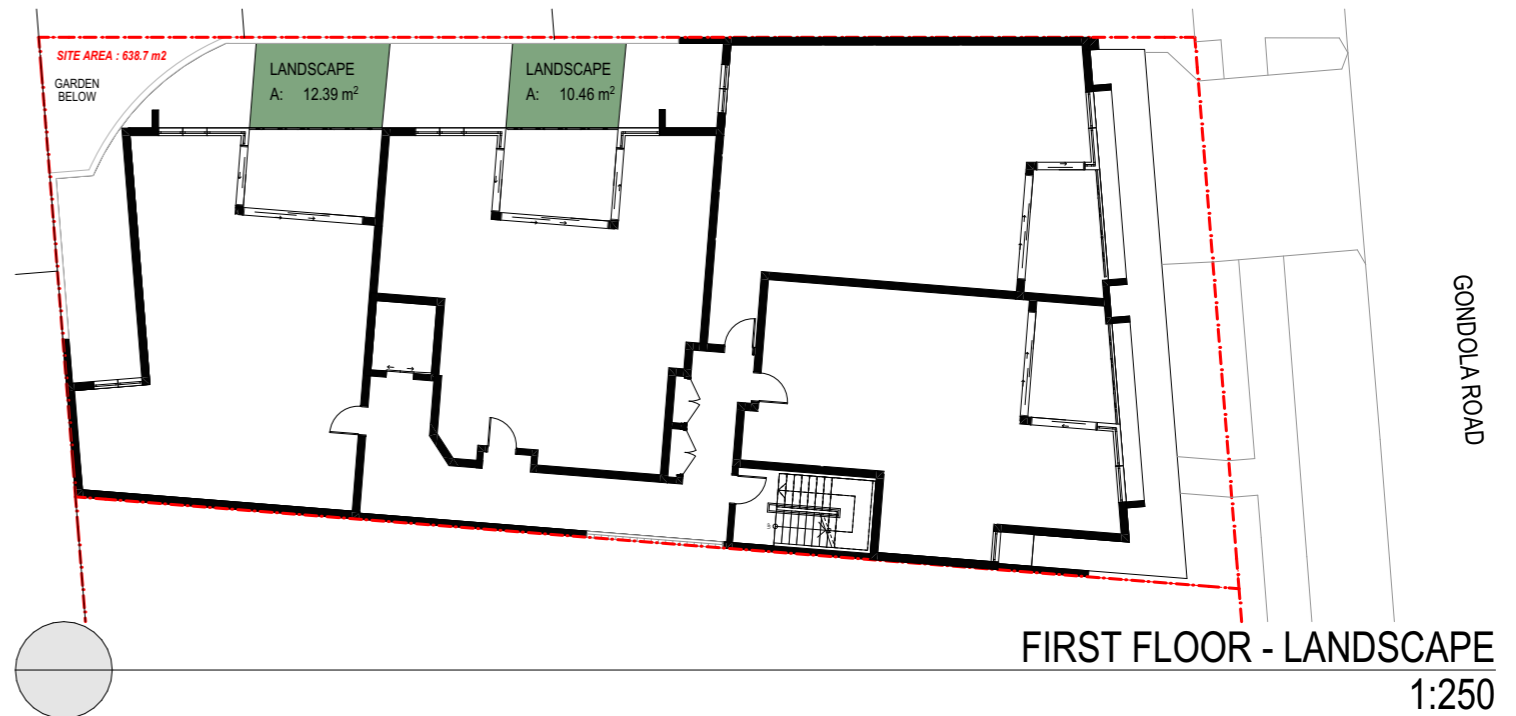 SITE AREA : 638.7 m2
GARDEN
BELOW
LANDSCAPE
A: 12.39 m²
LANDSCAPE
A: 10.46 m²
GONDOLA ROAD
FIRST FLOOR - LANDSCAPE
1:250